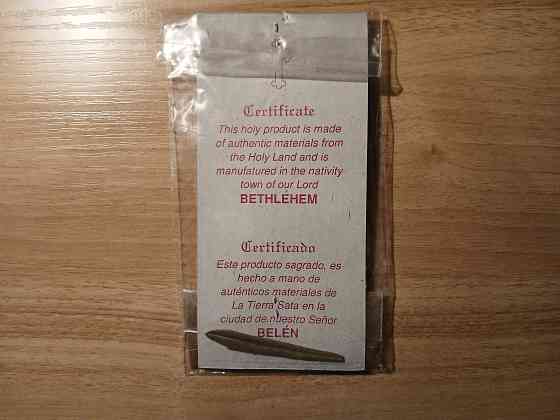 Certificate
This holy product is made
of authentic materials from
the Holy Land and is
manufatured in the nativity
town of our Lord
BETHLEHEM
Certificado
Este producto sagrado, es
hecho a mano de
auténticos materiales de
La Tierra Sata en la
ciudad de nuestro Señor
BELÉN